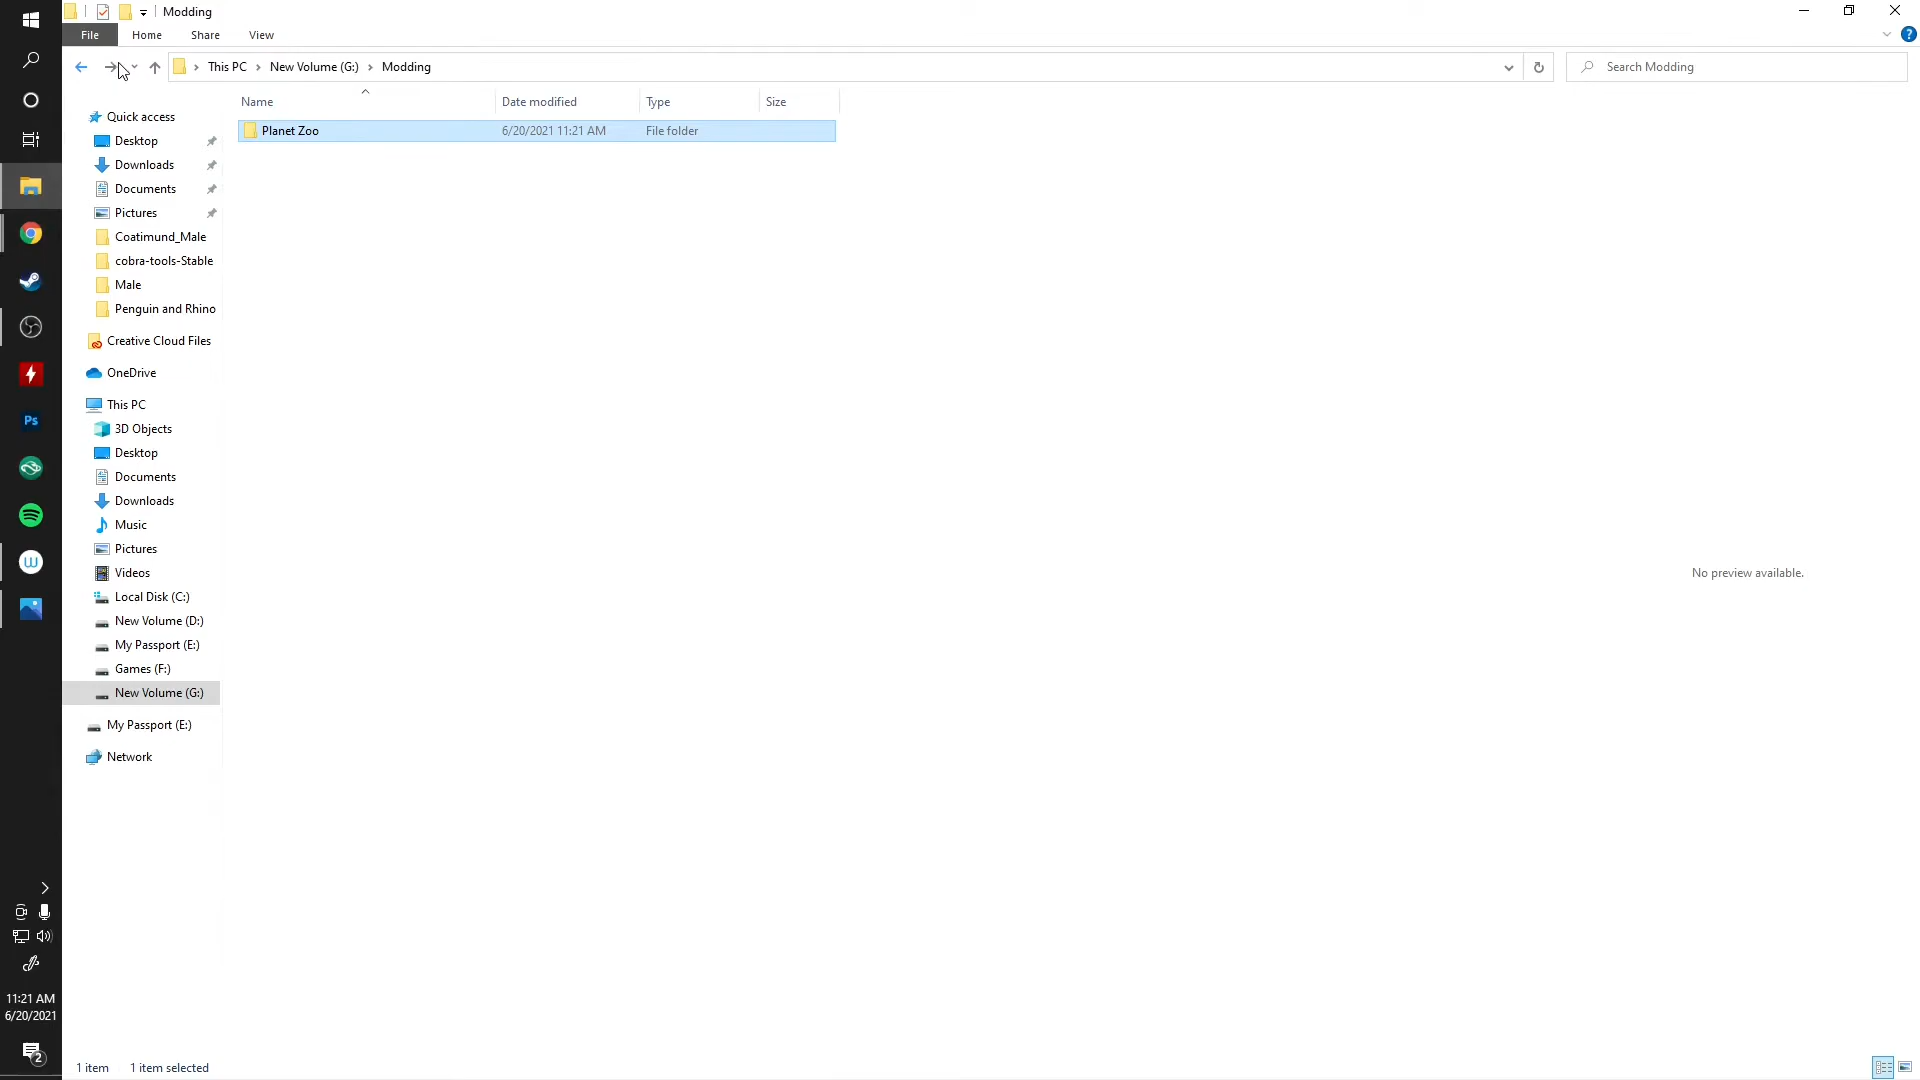 Modding
File
Home
Share
View
This PC
New Volume (G:)
Modding
Search Modding
Name
Date modified
Type
Size
Planet Zoo
6/20/2021 11:21 AM
File folder
Quick access
Desktop
Downloads
Documents
Pictures
Coatimund_Male
cobra-tools-Stable
Male
Penguin and Rhino
Creative Cloud Files
OneDrive
This PC
3D Objects
Desktop
Documents
Downloads
Music
Pictures
Videos
Local Disk (C:)
New Volume (D:)
My Passport (E:)
Games (F:)
New Volume (G:)
My Passport (E:)
Network
No preview available.
Ps
11:21 AM
6/20/2021
2
1 item
1 item selected